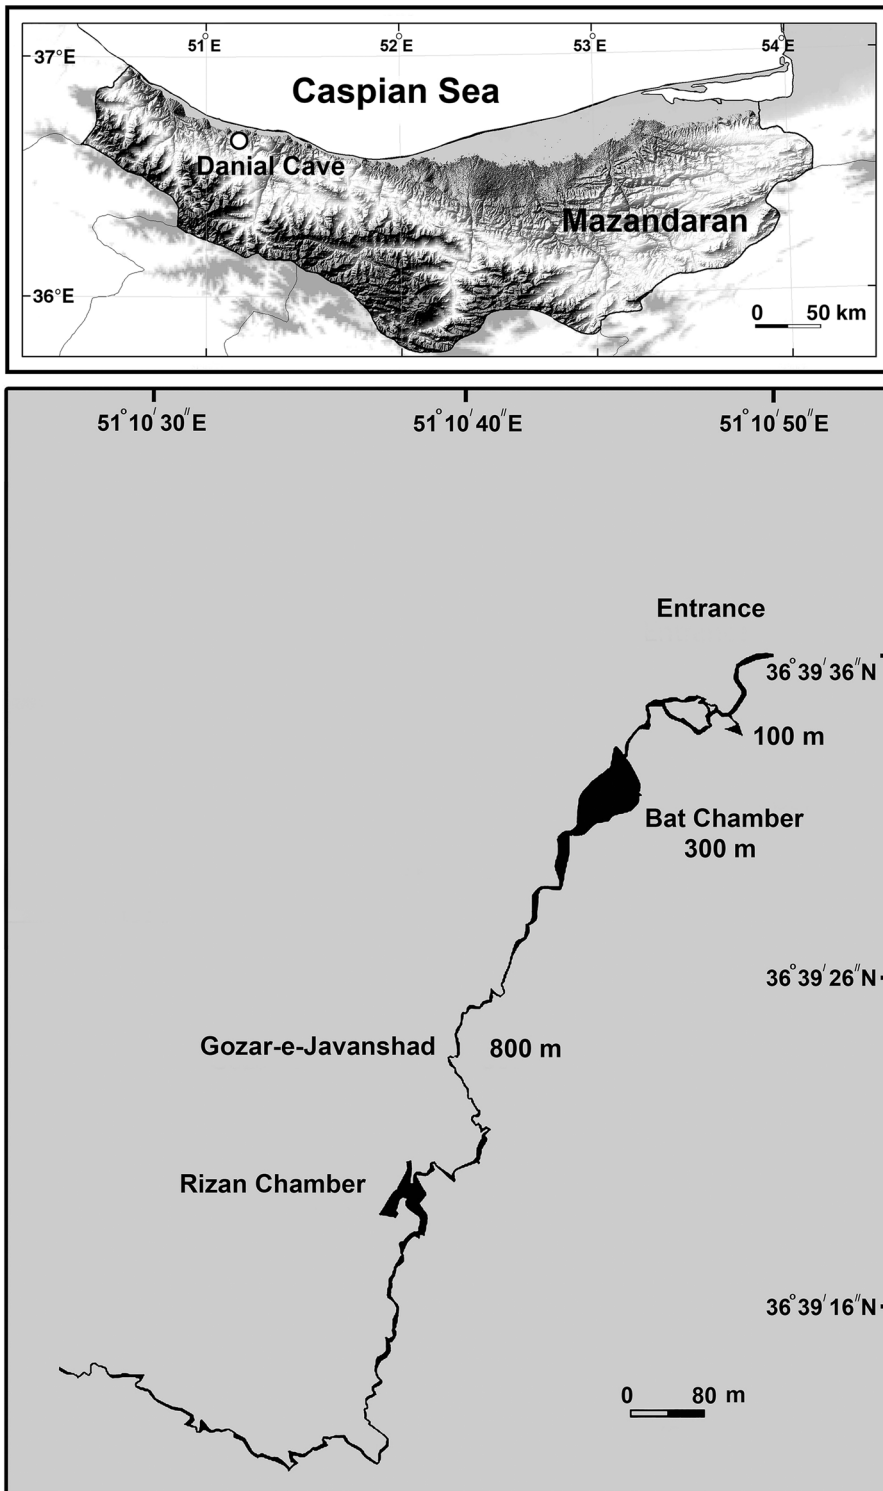 51°E
52°E
53°E
54°E
37°E
Caspian Sea
Danial Cave
Mazandaran
36°E
0 50 km
51°10'30"E
51°10'40"E
51°10'50"E
Entrance
36°39'36"N
100 m
Bat Chamber
300 m
36°39'26"N
Gozar-e-Javanshad
800 m
Rizan Chamber
36°39'16"N
0 80 m